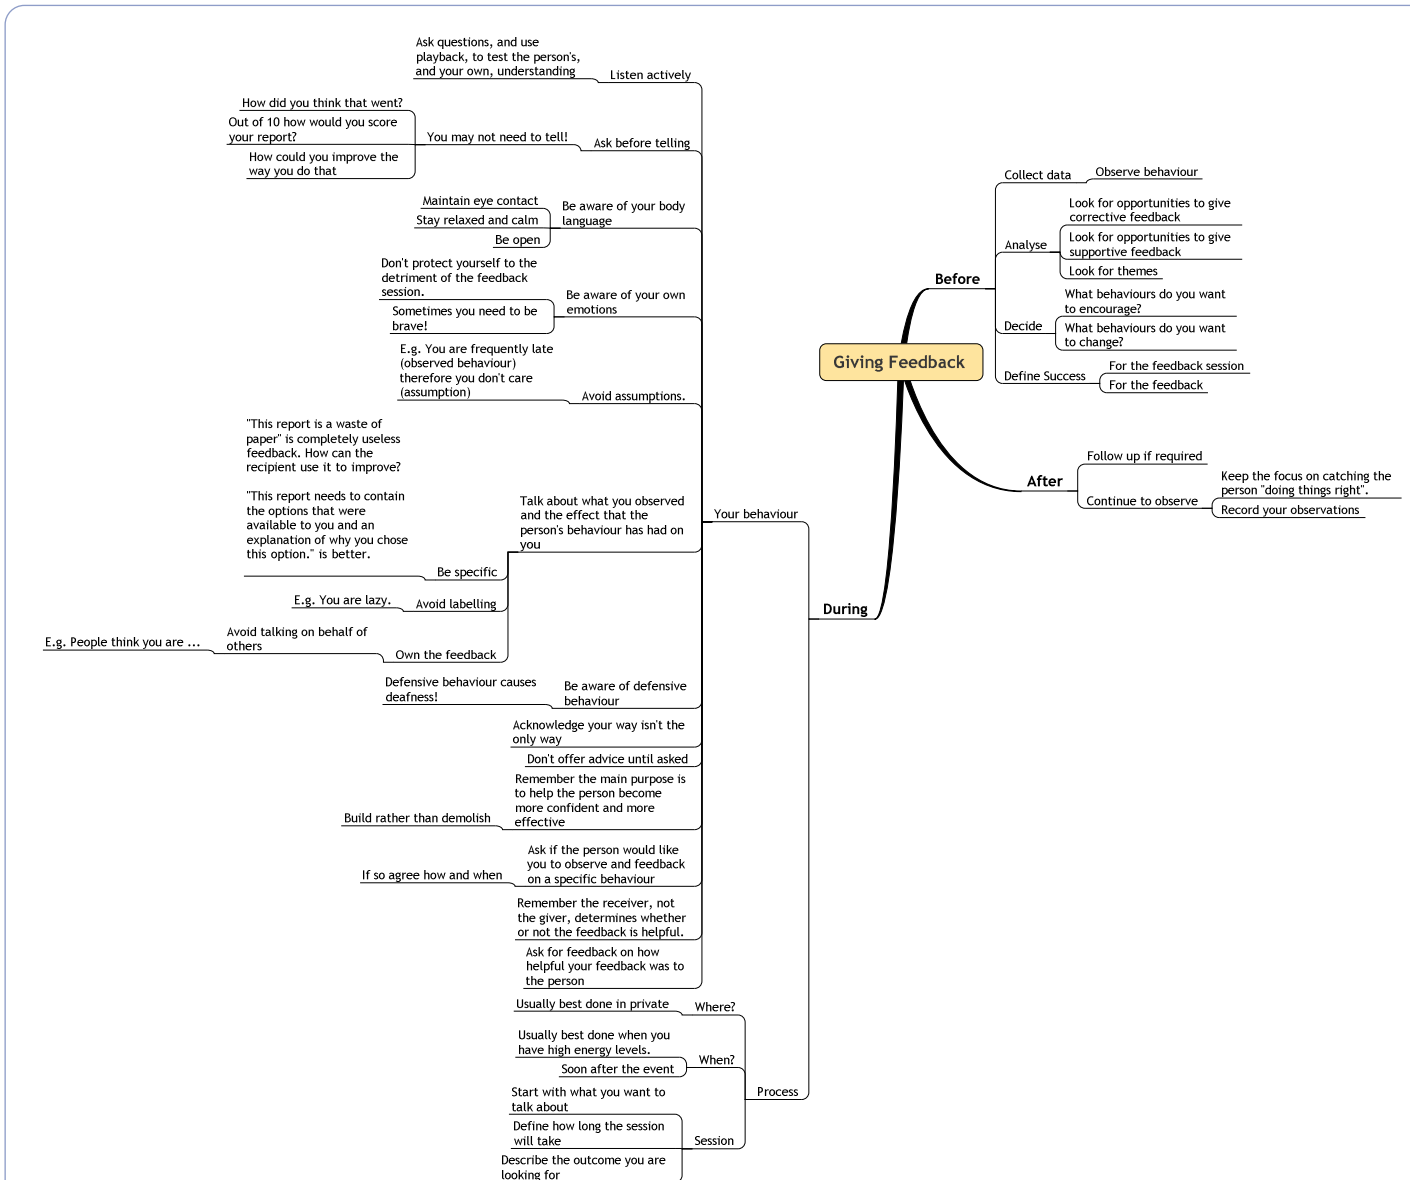 Giving Feedback
Before
Collect data
Observe behaviour
Analyse
Look for opportunities to give
corrective feedback
Look for opportunities to give
supportive feedback
Look for themes
Decide
What behaviours do you want
to encourage?
What behaviours do you want
to change?
Define Success
For the feedback session
For the feedback
After
Follow up if required
Continue to observe
Keep the focus on catching the
person "doing things right".
Record your observations
During
Your behaviour
Listen actively
Ask questions, and use
playback, to test the person's,
and your own, understanding
Ask before telling
You may not need to tell!
How did you think that went?
Out of 10 how would you score
your report?
How could you improve the
way you do that
Be aware of your body
language
Maintain eye contact
Stay relaxed and calm
Be open
Be aware of your own
emotions
Don't protect yourself to the
detriment of the feedback
session.
Sometimes you need to be
brave!
Avoid assumptions.
E.g. You are frequently late
(observed behaviour)
therefore you don't care
(assumption)
Talk about what you observed
and the effect that the
person's behaviour has had on
you
Be specific
"This report is a waste of
paper" is completely useless
feedback. How can the
recipient use it to improve?
"This report needs to contain
the options that were
available to you and an
explanation of why you chose
this option." is better.
Avoid labelling
E.g. You are lazy.
Own the feedback
Avoid talking on behalf of
others
E.g. People think you are ...
Be aware of defensive
behaviour
Defensive behaviour causes
deafness!
Acknowledge your way isn't the
only way
Don't offer advice until asked
Remember the main purpose is
to help the person become
more confident and more
effective
Build rather than demolish
Ask if the person would like
you to observe and feedback
on a specific behaviour
If so agree how and when
Remember the receiver, not
the giver, determines whether
or not the feedback is helpful.
Ask for feedback on how
helpful your feedback was to
the person
Process
Where?
Usually best done in private
When?
Usually best done when you
have high energy levels.
Soon after the event
Session
Start with what you want to
talk about
Define how long the session
will take
Describe the outcome you are
looking for